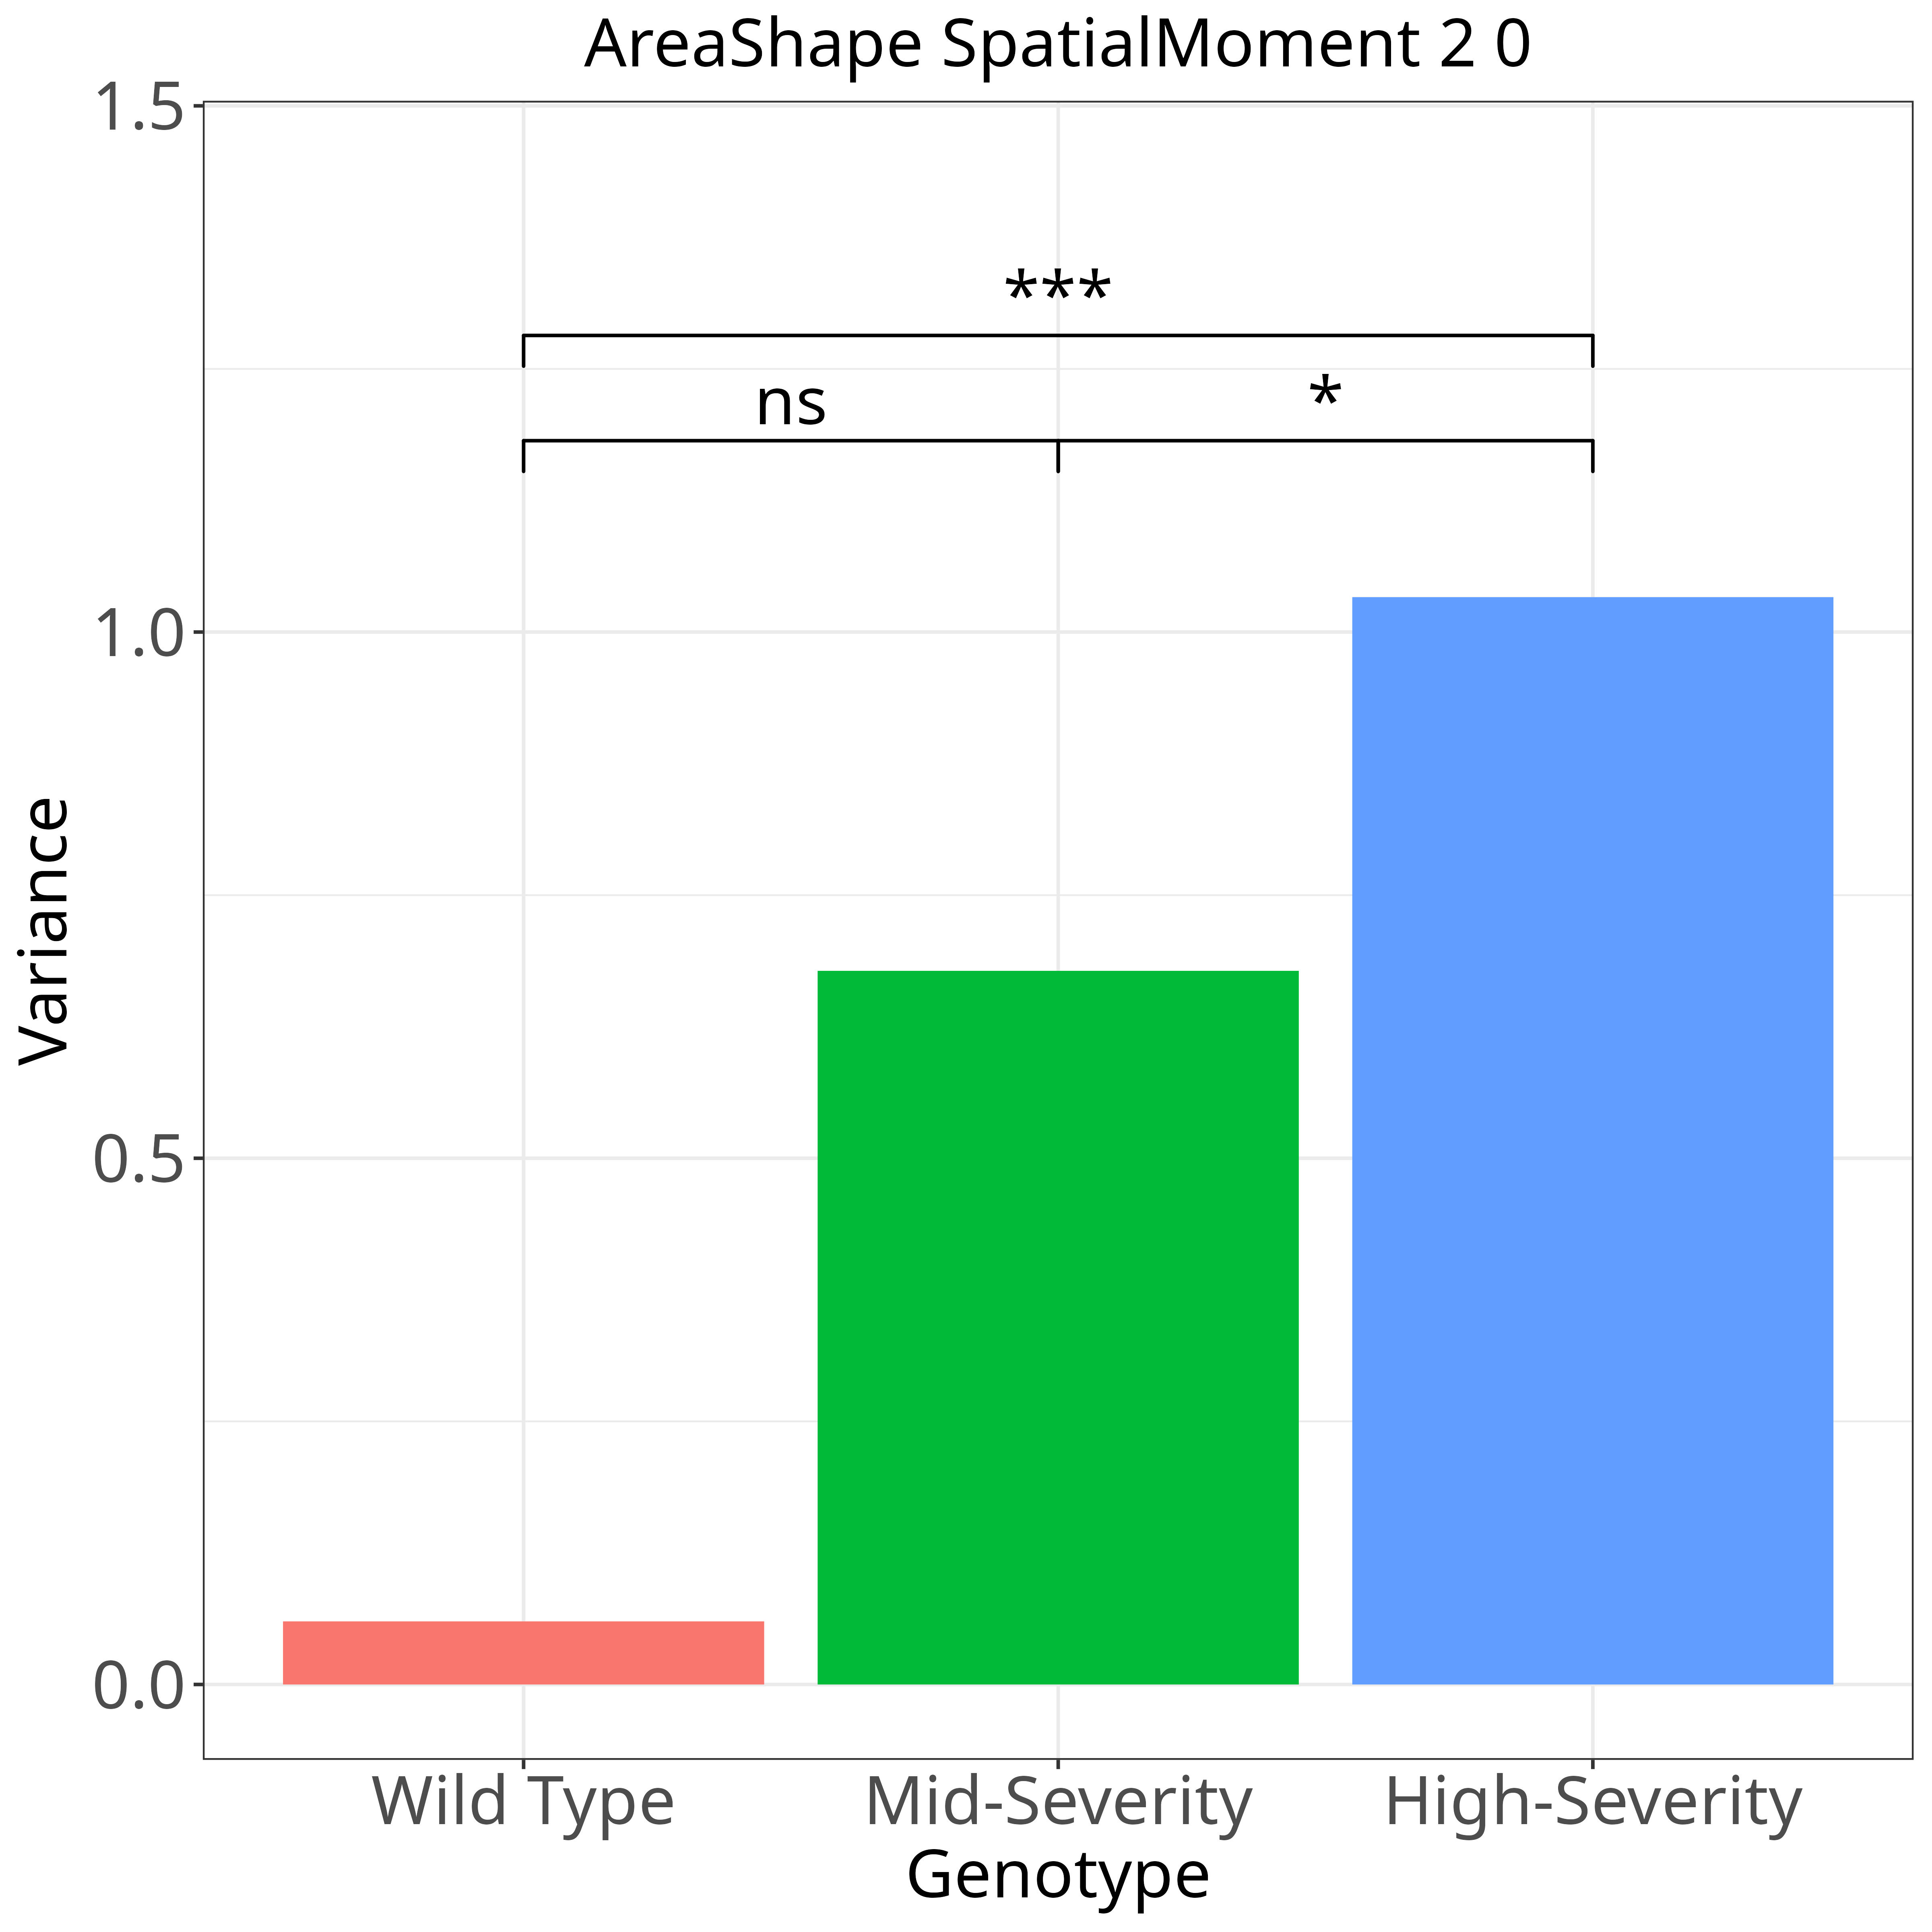 AreaShape SpatialMoment 2 0
1.5
***
ns
*
1.0
Variance
0.5
0.0
Wild Type
Mid-Severity
High-Severity
Genotype